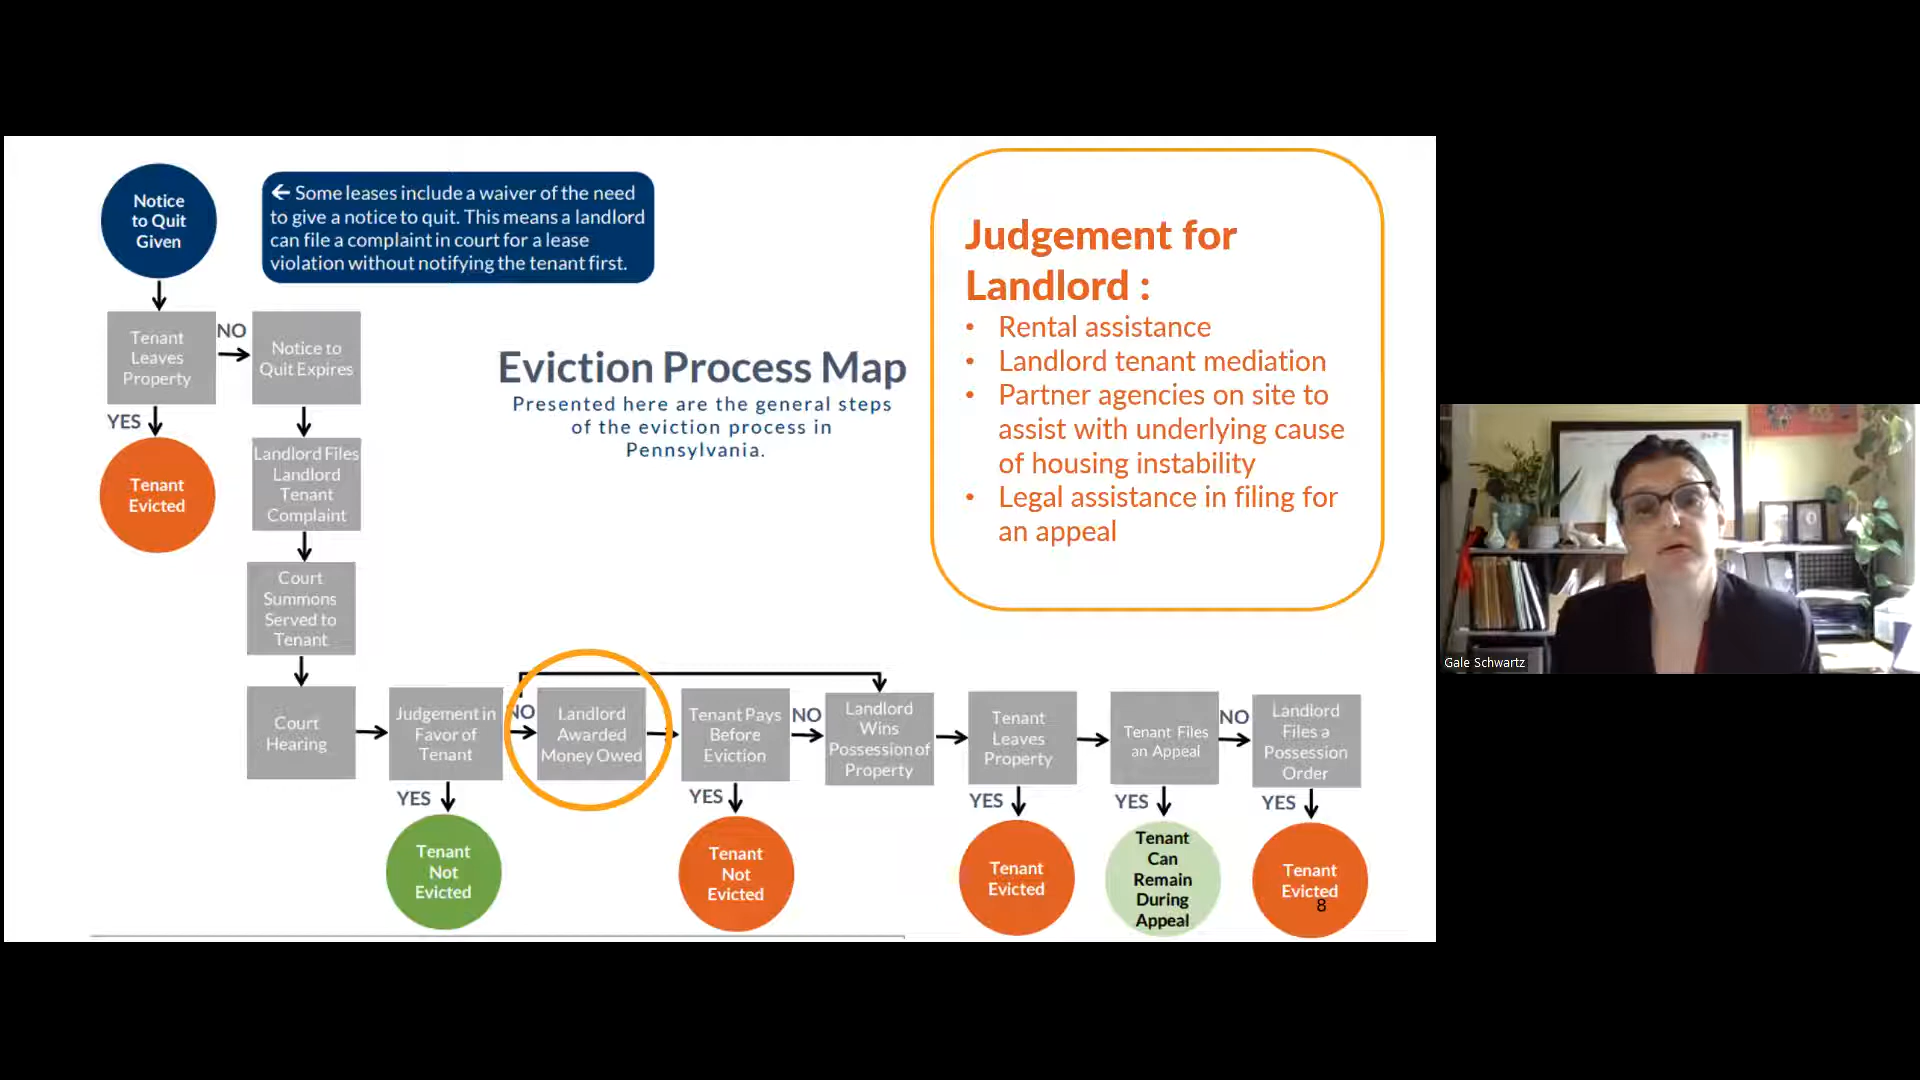 Notice
to Quit
Given
← Some leases include a waiver of the need
to give a notice to quit. This means a landlord
can file a complaint in court for a lease
violation without notifying the tenant first.
Tenant
Leaves
Property
NO
Notice to
Quit Expires
YES
Tenant
Evicted
Landlord Files
Landlord
Tenant
Complaint
Court
Summons
Served to
Tenant
Eviction Process Map
Presented here are the general steps
of the eviction process in
Pennsylvania.
Judgement for
Landlord :
• Rental assistance
• Landlord tenant mediation
• Partner agencies on site to
assist with underlying cause
of housing instability
• Legal assistance in filing for
an appeal
Court
Hearing
Judgement in
Favor of
Tenant
NO
Landlord
Awarded
Money Owed
Tenant Pays
Before
Eviction
NO
Landlord
Wins
Possession of
Property
Tenant
Leaves
Property
Tenant Files
an Appeal
NO
Landlord
Files a
Possession
Order
YES
Tenant
Not
Evicted
YES
Tenant
Not
Evicted
YES
Tenant
Evicted
YES
Tenant
Can
Remain
During
Appeal
YES
Tenant
Evicted
8
Gale Schwartz